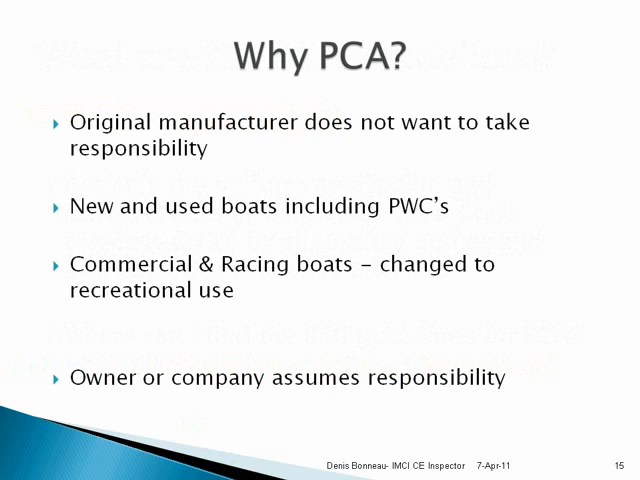 Why PCA?
Original manufacturer does not want to take
responsibility
New and used boats including PWC's
Commercial & Racing boats – changed to
recreational use
Owner or company assumes responsibility
Denis Bonneau- IMCI CE Inspector 7-Apr-11 15